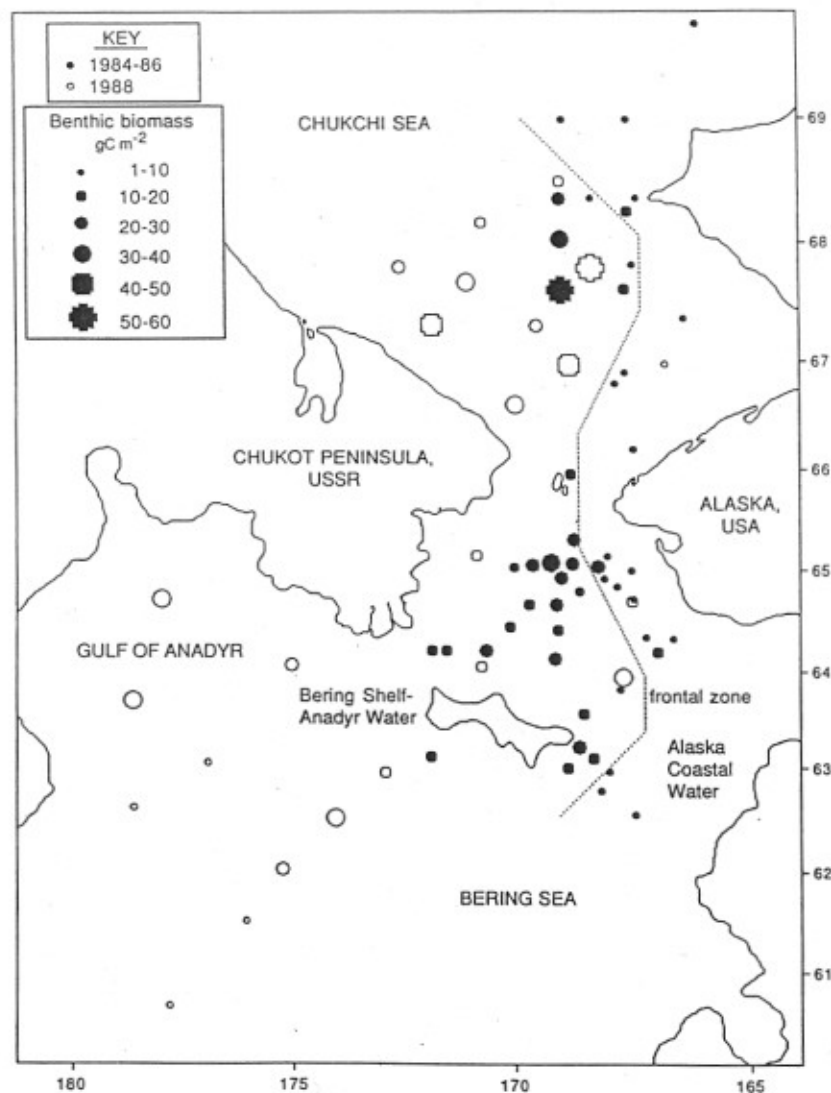 KEY
1984-86
1988
Benthic biomass
gC m-2
1-10
10-20
20-30
30-40
40-50
50-60
CHUKCHI SEA
CHUKOT PENINSULA,
USSR
ALASKA,
USA
GULF OF ANADYR
Bering Shelf-
Anadyr Water
frontal zone
Alaska
Coastal
Water
BERING SEA
69
68
67
66
65
64
63
62
61
180
175
170
165